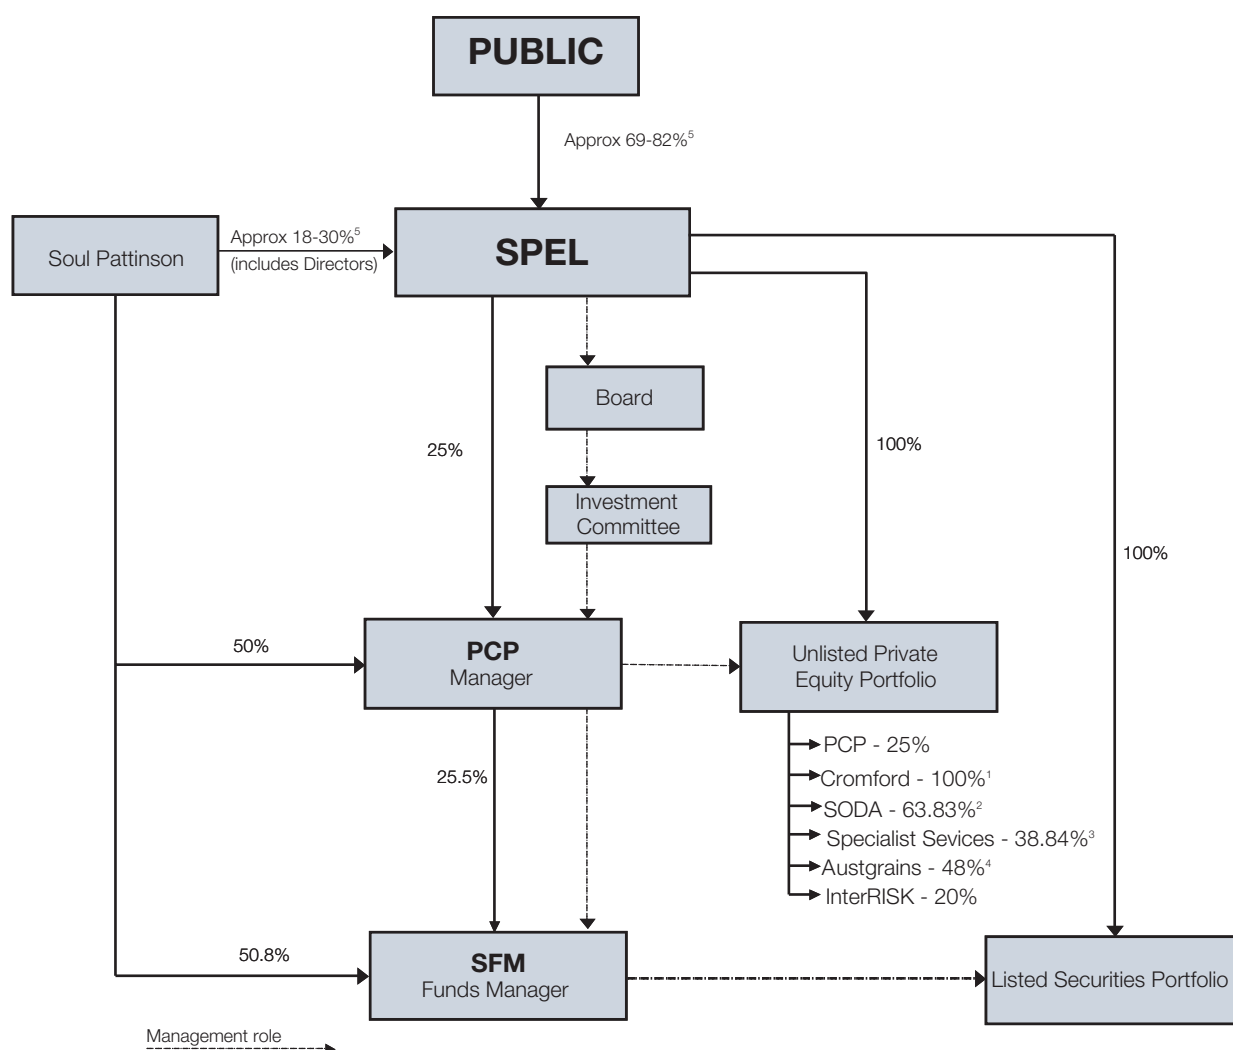 PUBLIC
Approx 69-82%⁵
Soul Pattinson
Approx 18-30%⁵
(includes Directors)
SPEL
Board
25%
100%
Investment
Committee
100%
50%
PCP
Manager
Unlisted Private
Equity Portfolio
25.5%
PCP - 25%
Cromford - 100%¹
SODA - 63.83%²
Specialist Sevices - 38.84%³
Austgrains - 48%⁴
InterRISK - 20%
50.8%
SFM
Funds Manager
Listed Securities Portfolio
Management role